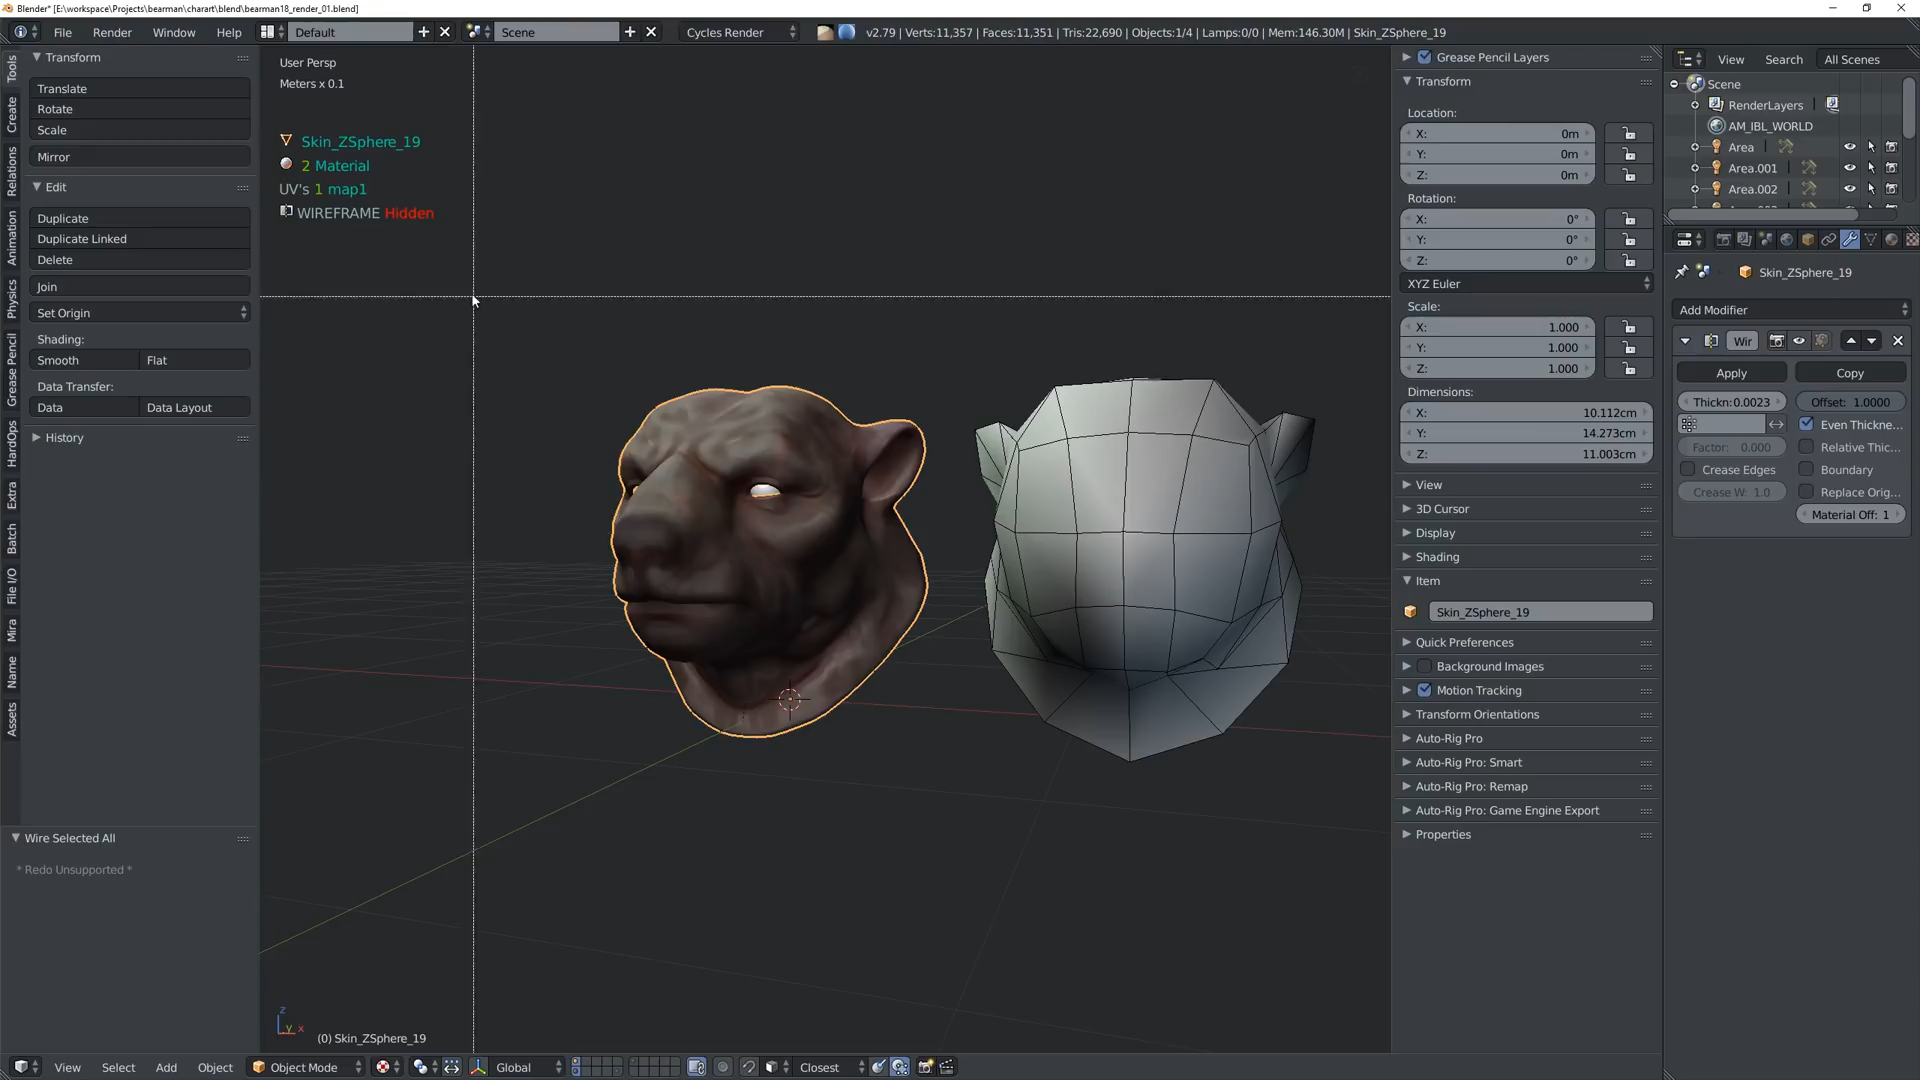 Blender* [E:\workspace\Projects\bearman\charart\blend\bearman18_render_01.blend]
File Render Window Help Default Scene Cycles Render v2.79 | Verts:11,357 | Faces:11,351 | Tris:22,690 | Objects:1/4 | Lamps:0/0 | Mem:146.30M | Skin_ZSphere_19
Tools
Create
Relations
Animation
Physics
Grease Pencil
HardOps
Extra
Batch
File I/O
Mira
Name
Assets
Transform
Translate
Rotate
Scale
Mirror
Edit
Duplicate
Duplicate Linked
Delete
Join
Set Origin
Shading:
Smooth Flat
Data Transfer:
Data Data Layout
History
Wire Selected All
* Redo Unsupported *
User Persp
Meters x 0.1
Skin_ZSphere_19
2 Material
UV's 1 map1
WIREFRAME Hidden
z
y x
(0) Skin_ZSphere_19
View Select Add Object Object Mode Global Closest
Grease Pencil Layers
Transform
Location:
X: 0m
Y: 0m
Z: 0m
Rotation:
X: 0°
Y: 0°
Z: 0°
XYZ Euler
Scale:
X: 1.000
Y: 1.000
Z: 1.000
Dimensions:
X: 10.112cm
Y: 14.273cm
Z: 11.003cm
View
3D Cursor
Display
Shading
Item
Skin_ZSphere_19
Quick Preferences
Background Images
Motion Tracking
Transform Orientations
Auto-Rig Pro
Auto-Rig Pro: Smart
Auto-Rig Pro: Remap
Auto-Rig Pro: Game Engine Export
Properties
View Search All Scenes
Scene
RenderLayers
AM_IBL_WORLD
Area
Area.001
Area.002
Skin_ZSphere_19
Add Modifier
Wir
Apply Copy
Thickn:0.0023 Offset: 1.0000
Even Thickne...
Factor: 0.000 Relative Thic...
Crease Edges Boundary
Crease W: 1.0 Replace Orig...
Material Off: 1